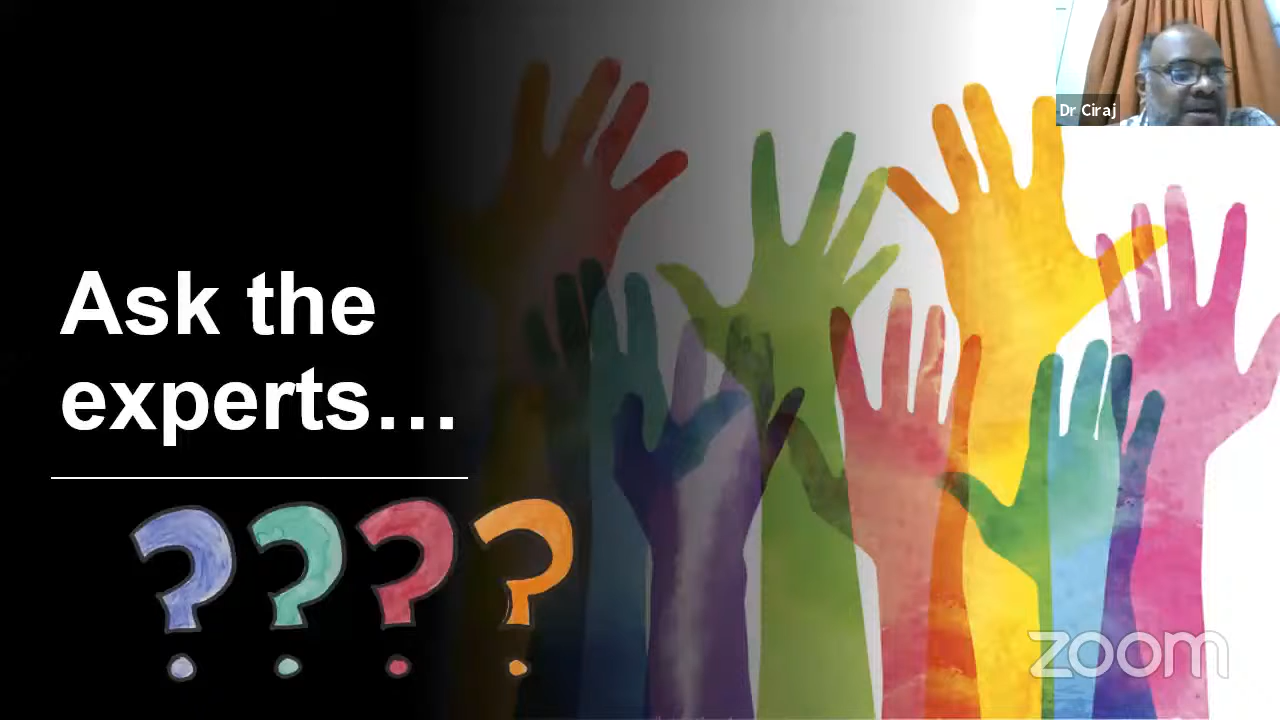 Dr Ciraj
Ask the
experts…
????
zoom